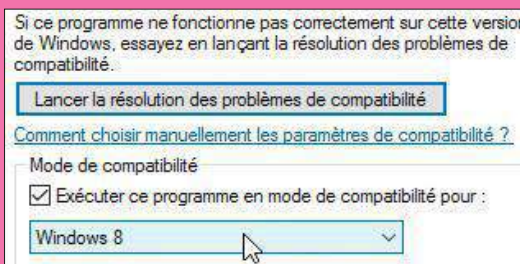 Si ce programme ne fonctionne pas correctement sur cette version
de Windows, essayez en lançant la résolution des problèmes de
compatibilité.
Lancer la résolution des problèmes de compatibilité
Comment choisir manuellement les paramètres de compatibilité ?
Mode de compatibilité
Exécuter ce programme en mode de compatibilité pour :
Windows 8